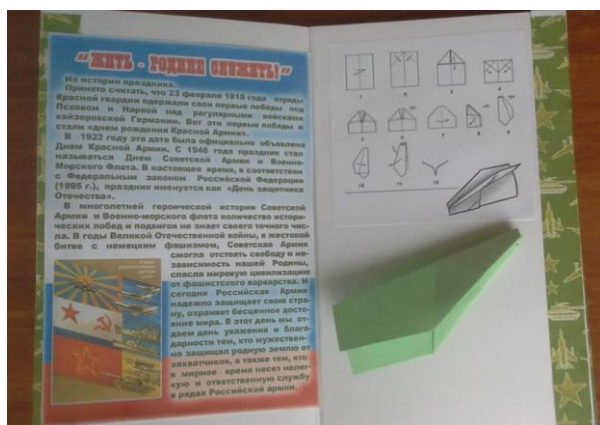 "ЖИТЬ - РОДИНЕ СЛУЖИТЬ!"
Из истории праздника.
Принято считать, что 23 февраля 1918 года отряды
Красной гвардии одержали свои первые победы под
Псковом и Нарвой над регулярными войсками
кайзеровской Германии. Вот эти первые победы и
стали «днем рождения Красной Армии».
В 1922 году эта дата была официально объявлена
Днем Красной Армии. С 1946 года праздник стал
называться Днем Советской Армии и Военно-
Морского Флота. В настоящее время, в соответствии
с Федеральным законом Российской Федерации
(1995 г.), праздник именуется как «День защитника
Отечества».
В многолетней героической истории Советской
Армии и Военно-морского флота количество истори-
ческих побед и подвигов не знает своего точного чис-
ла. В годы Великой Отечественной войны, в жестокой
битве с немецким фашизмом, Советская Армия
смогла отстоять свободу и не-
зависимость нашей Родины,
спасла мировую цивилизацию
от фашистского варварства. И
сегодня Российская Армия
надежно защищает свою стра-
ну, охраняет бесценное досто-
яние мира. В этот день мы от-
даем дань уважения и благо-
дарности тем, кто мужествен-
но защищал родную землю от
захватчиков, а также тем, кто
в мирное время несет нелег-
кую и ответственную службу
в рядах Российской армии.